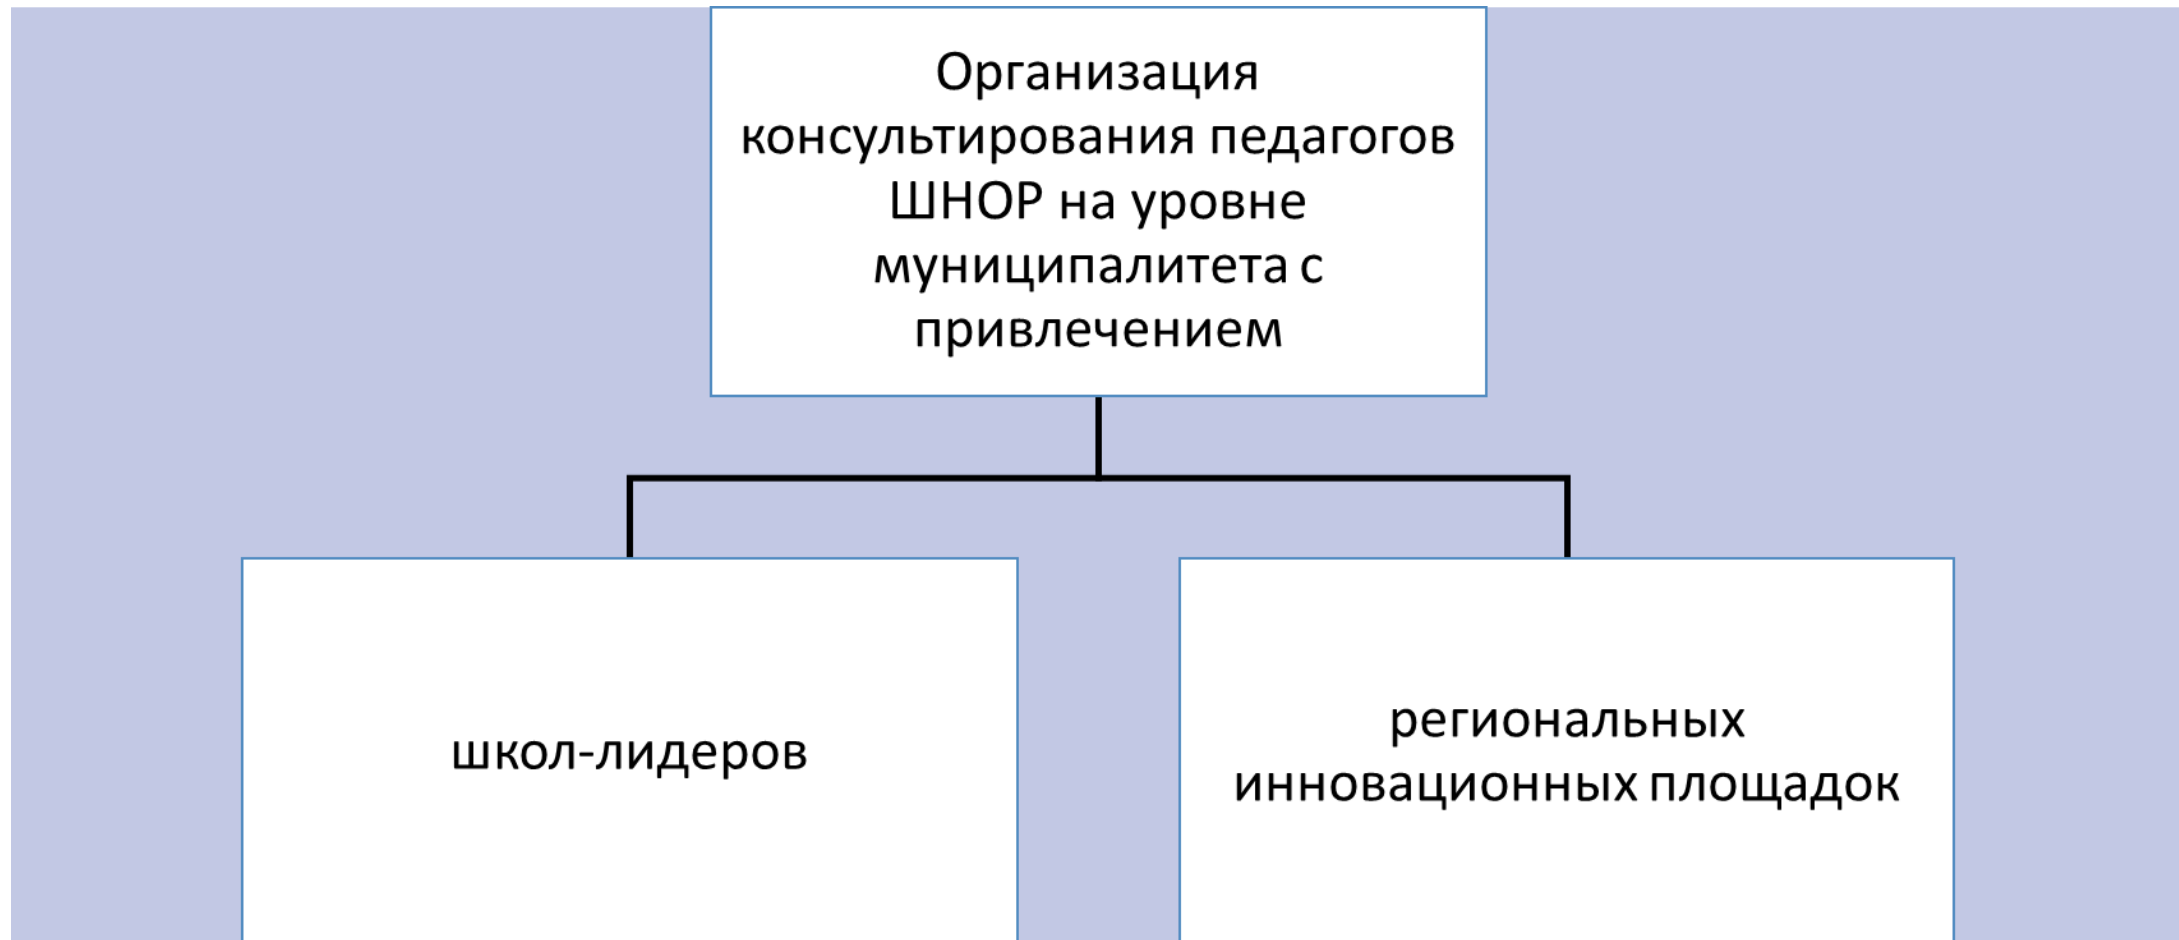 Организация
консультирования педагогов
ШНОР на уровне
муниципалитета с
привлечением
школ-лидеров
региональных
инновационных площадок